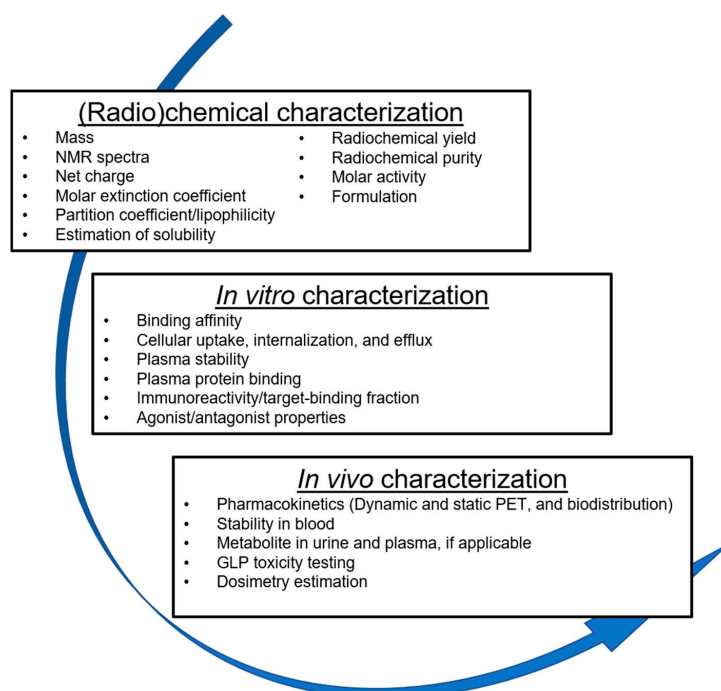 (Radio)chemical characterization
• Mass
• NMR spectra
• Net charge
• Molar extinction coefficient
• Partition coefficient/lipophilicity
• Estimation of solubility
• Radiochemical yield
• Radiochemical purity
• Molar activity
• Formulation
In vitro characterization
• Binding affinity
• Cellular uptake, internalization, and efflux
• Plasma stability
• Plasma protein binding
• Immunoreactivity/target-binding fraction
• Agonist/antagonist properties
In vivo characterization
• Pharmacokinetics (Dynamic and static PET, and biodistribution)
• Stability in blood
• Metabolite in urine and plasma, if applicable
• GLP toxicity testing
• Dosimetry estimation